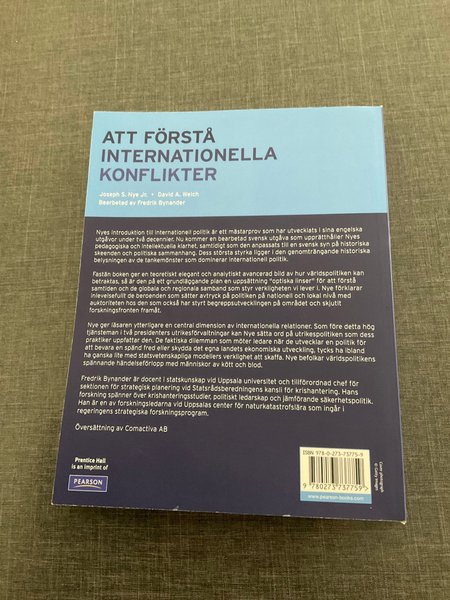 ATT FÖRSTÅ
INTERNATIONELLA
KONFLIKTER
Joseph S. Nye Jr. • David A. Welch
Bearbetad av Fredrik Bynander
Nyes introduktion till internationell politik är ett mästarprov som har utvecklats i sina engelska
utgåvor under två decennier. Nu kommer en bearbetad svensk utgåva som upprätthåller Nyes
pedagogiska och intellektuella klarhet, samtidigt som den anpassats till en svensk syn på historiska
skeenden och politiska sammanhang. Dess största styrka ligger i den genomträngande historiska
belysningen av de tankemönster som dominerar internationell politik.
Fastän boken ger en teoretiskt elegant och analytiskt avancerad bild av hur världspolitiken kan
betraktas, så är den på ett grundläggande plan en uppsättning "optiska linser" för att förstå
samtiden och de globala och regionala samband som styr verkligheten vi lever i. Nye förklarar
inlevelsefullt de beroenden som sätter avtryck på politiken på nationell och lokal nivå med
auktoriteten hos den som också har styrt begreppsutvecklingen på området och skjutit
forskningsfronten framåt.
Nye ger läsaren ytterligare en central dimension av internationella relationer. Som före detta hög
tjänsteman i två presidenters utrikesförvaltningar kan Nye sätta ord på utrikespolitiken som dess
praktiker uppfattar den. De faktiska dilemman som möter ledare för stater som söker en politik för
att bevara en spänd fred eller skydda det egna landets ekonomiska utveckling, tycks ha ibland
ha ganska lite med statsvetenskapliga modellers verklighet att skaffa. Nye befolkar världspolitikens
spännande händelseförlopp med människor av kött och blod.
Fredrik Bynander är docent i statskunskap vid Uppsala universitet och tillförordnad chef för
sektionen för strategisk planering vid Statsrådsberedningens kansli för krishantering. Hans
forskning spänner över krishanteringsstudier, politiskt ledarskap och jämförande säkerhetspolitik.
Han är en av forskningsledarna vid Uppsalas center för naturkatastrofslära som ingår i
regeringens strategiska forskningsprogram.
Översättning av Comactiva AB
Prentice Hall
is an imprint of
PEARSON
ISBN 978-0-273-73775-9
9 780273 737759
www.pearson-books.com
Cover photograph
© Getty Images